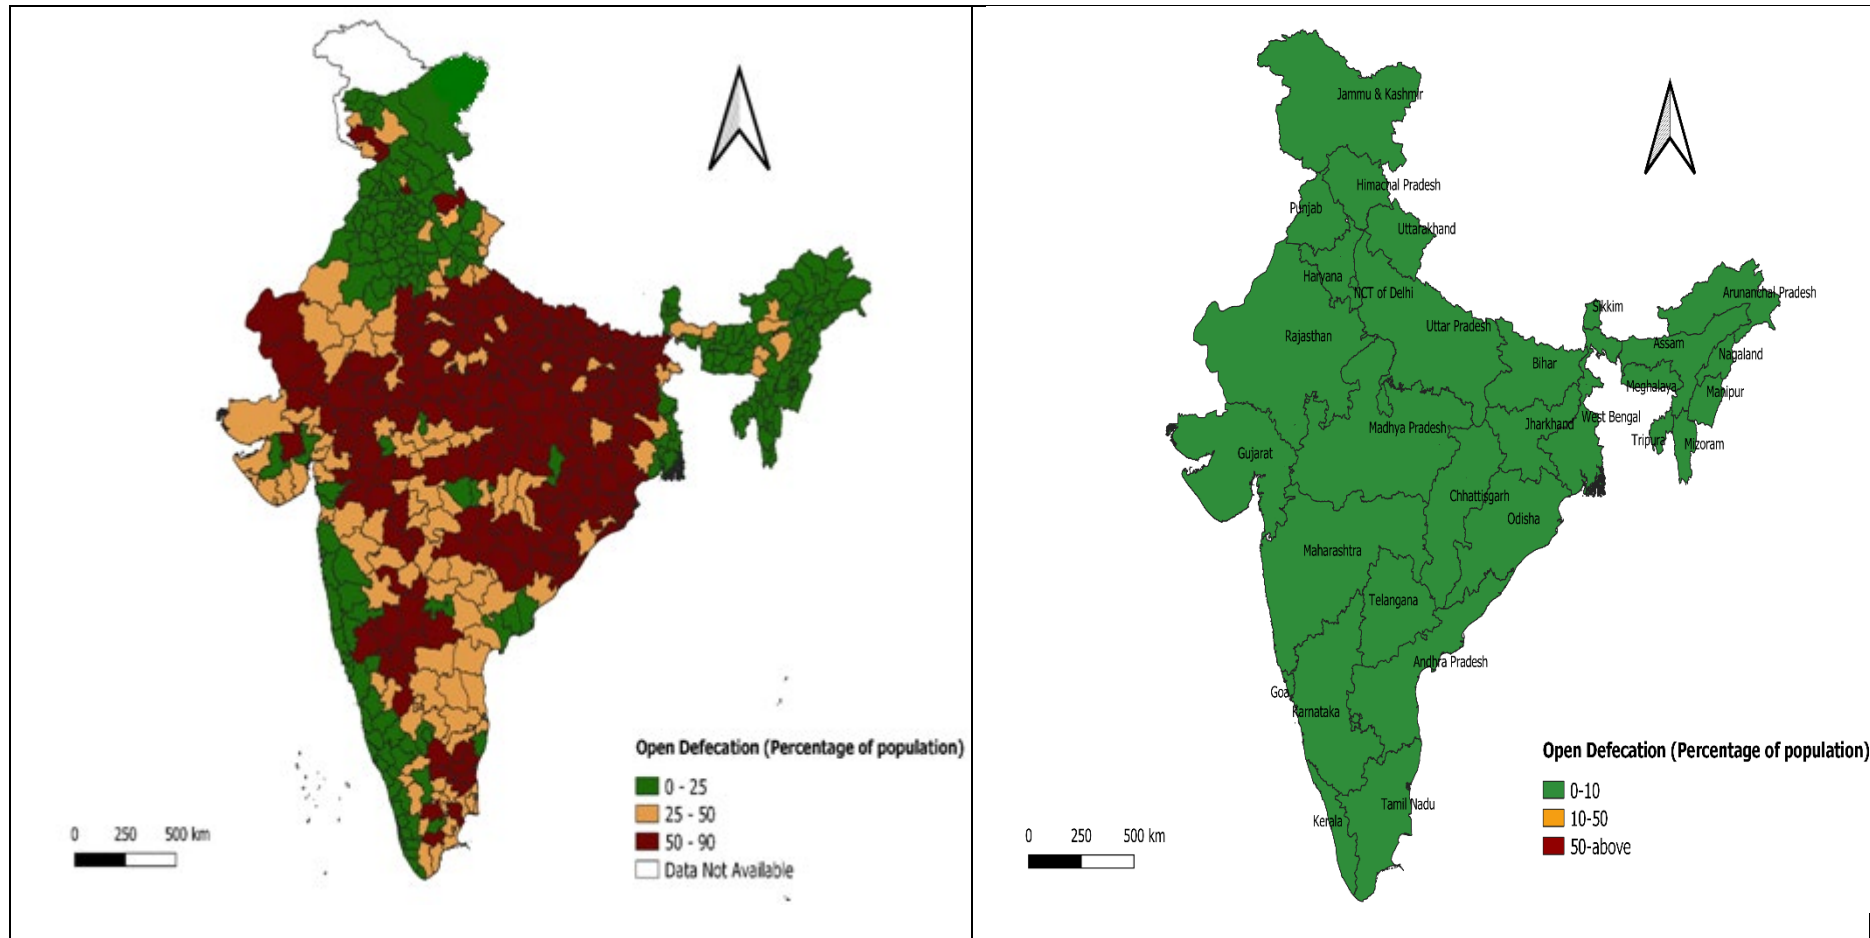 Open Defecation (Percentage of population)
0 - 25
25 - 50
50 - 90
Data Not Available
0 250 500 km
Jammu & Kashmir
Himachal Pradesh
Punjab
Uttarakhand
Haryana
NCT of Delhi
Arunanchal Pradesh
Sikkim
Rajasthan
Uttar Pradesh
Assam
Nagaland
Bihar
Meghalaya
Manipur
West Bengal
Jharkhand
Madhya Pradesh
Tripura
Mizoram
Gujarat
Chhattisgarh
Odisha
Maharashtra
Telangana
Andhra Pradesh
Goa
Karnataka
Tamil Nadu
Kerala
Open Defecation (Percentage of population)
0-10
10-50
50-above
0 250 500 km